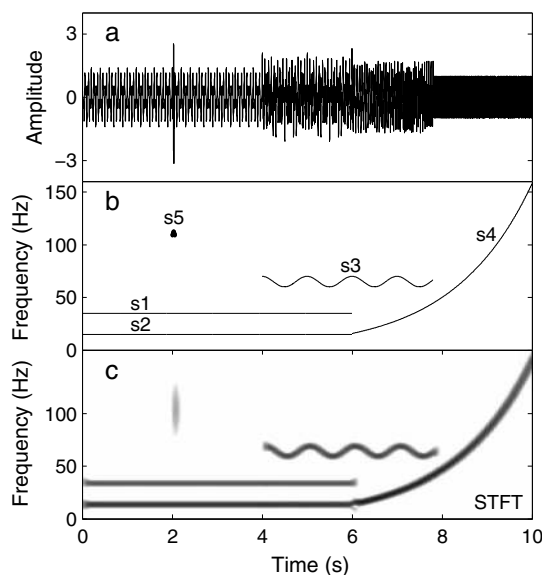 a
3
0
−3
Amplitude
b
150
100
50
0
Frequency (Hz)
s5
s4
s3
s1
s2
c
100
50
0
Frequency (Hz)
STFT
0 2 4 6 8 10
Time (s)